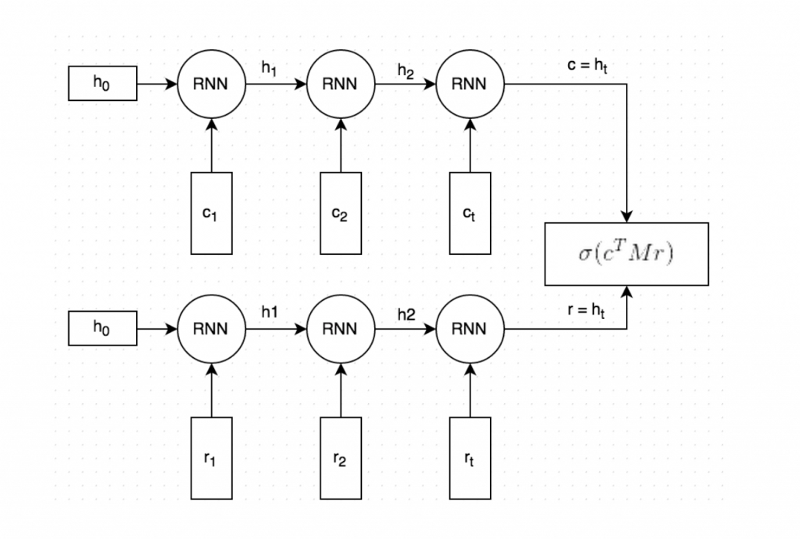 h₁ h₂ c = hₜ
h₀ RNN RNN RNN
c₁ c₂ cₜ
σ(cᵀMr)
h1 h2 r = hₜ
h₀ RNN RNN RNN
r₁ r₂ rₜ